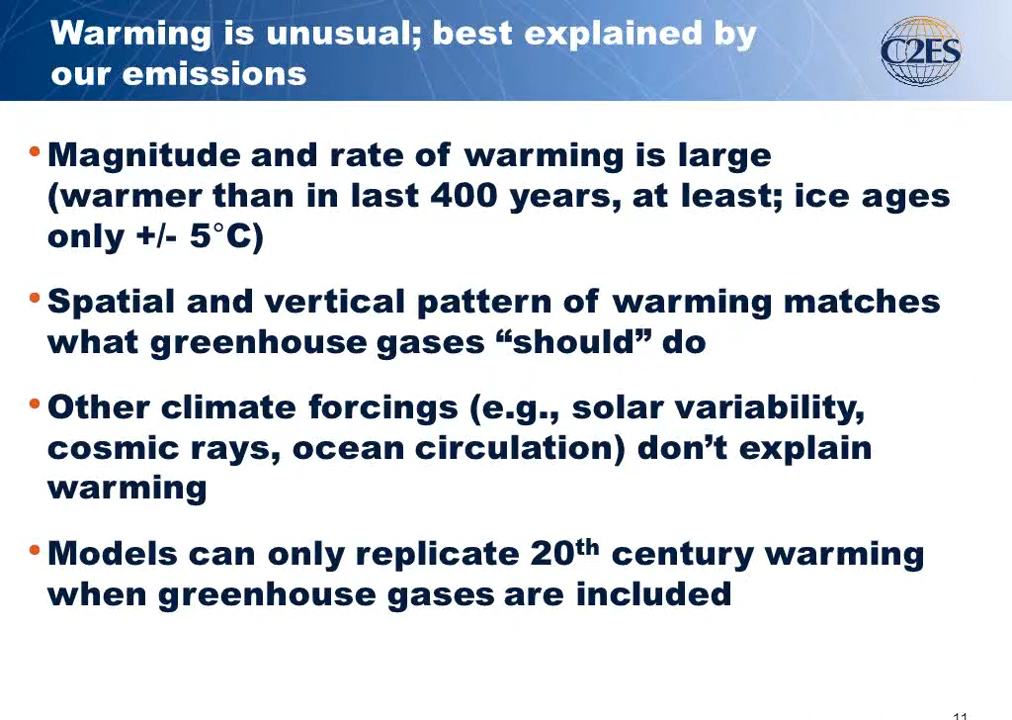 Warming is unusual; best explained by
our emissions
C2ES
•Magnitude and rate of warming is large
(warmer than in last 400 years, at least; ice ages
only +/- 5°C)
•Spatial and vertical pattern of warming matches
what greenhouse gases “should” do
•Other climate forcings (e.g., solar variability,
cosmic rays, ocean circulation) don’t explain
warming
•Models can only replicate 20th century warming
when greenhouse gases are included
11